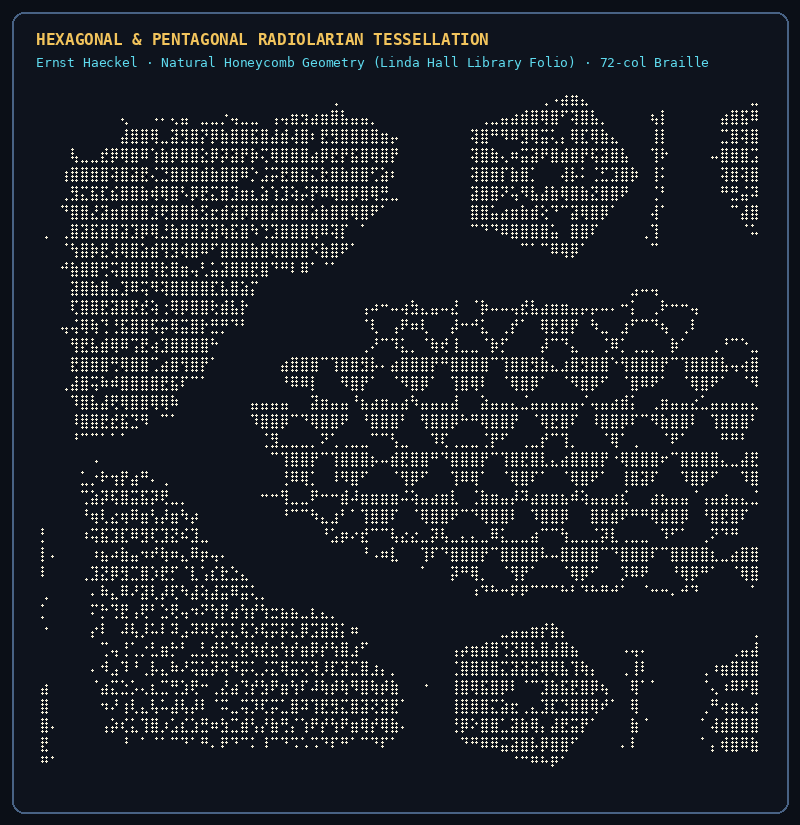 HEXAGONAL & PENTAGONAL RADIOLARIAN TESSELLATION
Ernst Haeckel · Natural Honeycomb Geometry (Linda Hall Library Folio) · 72-col Braille